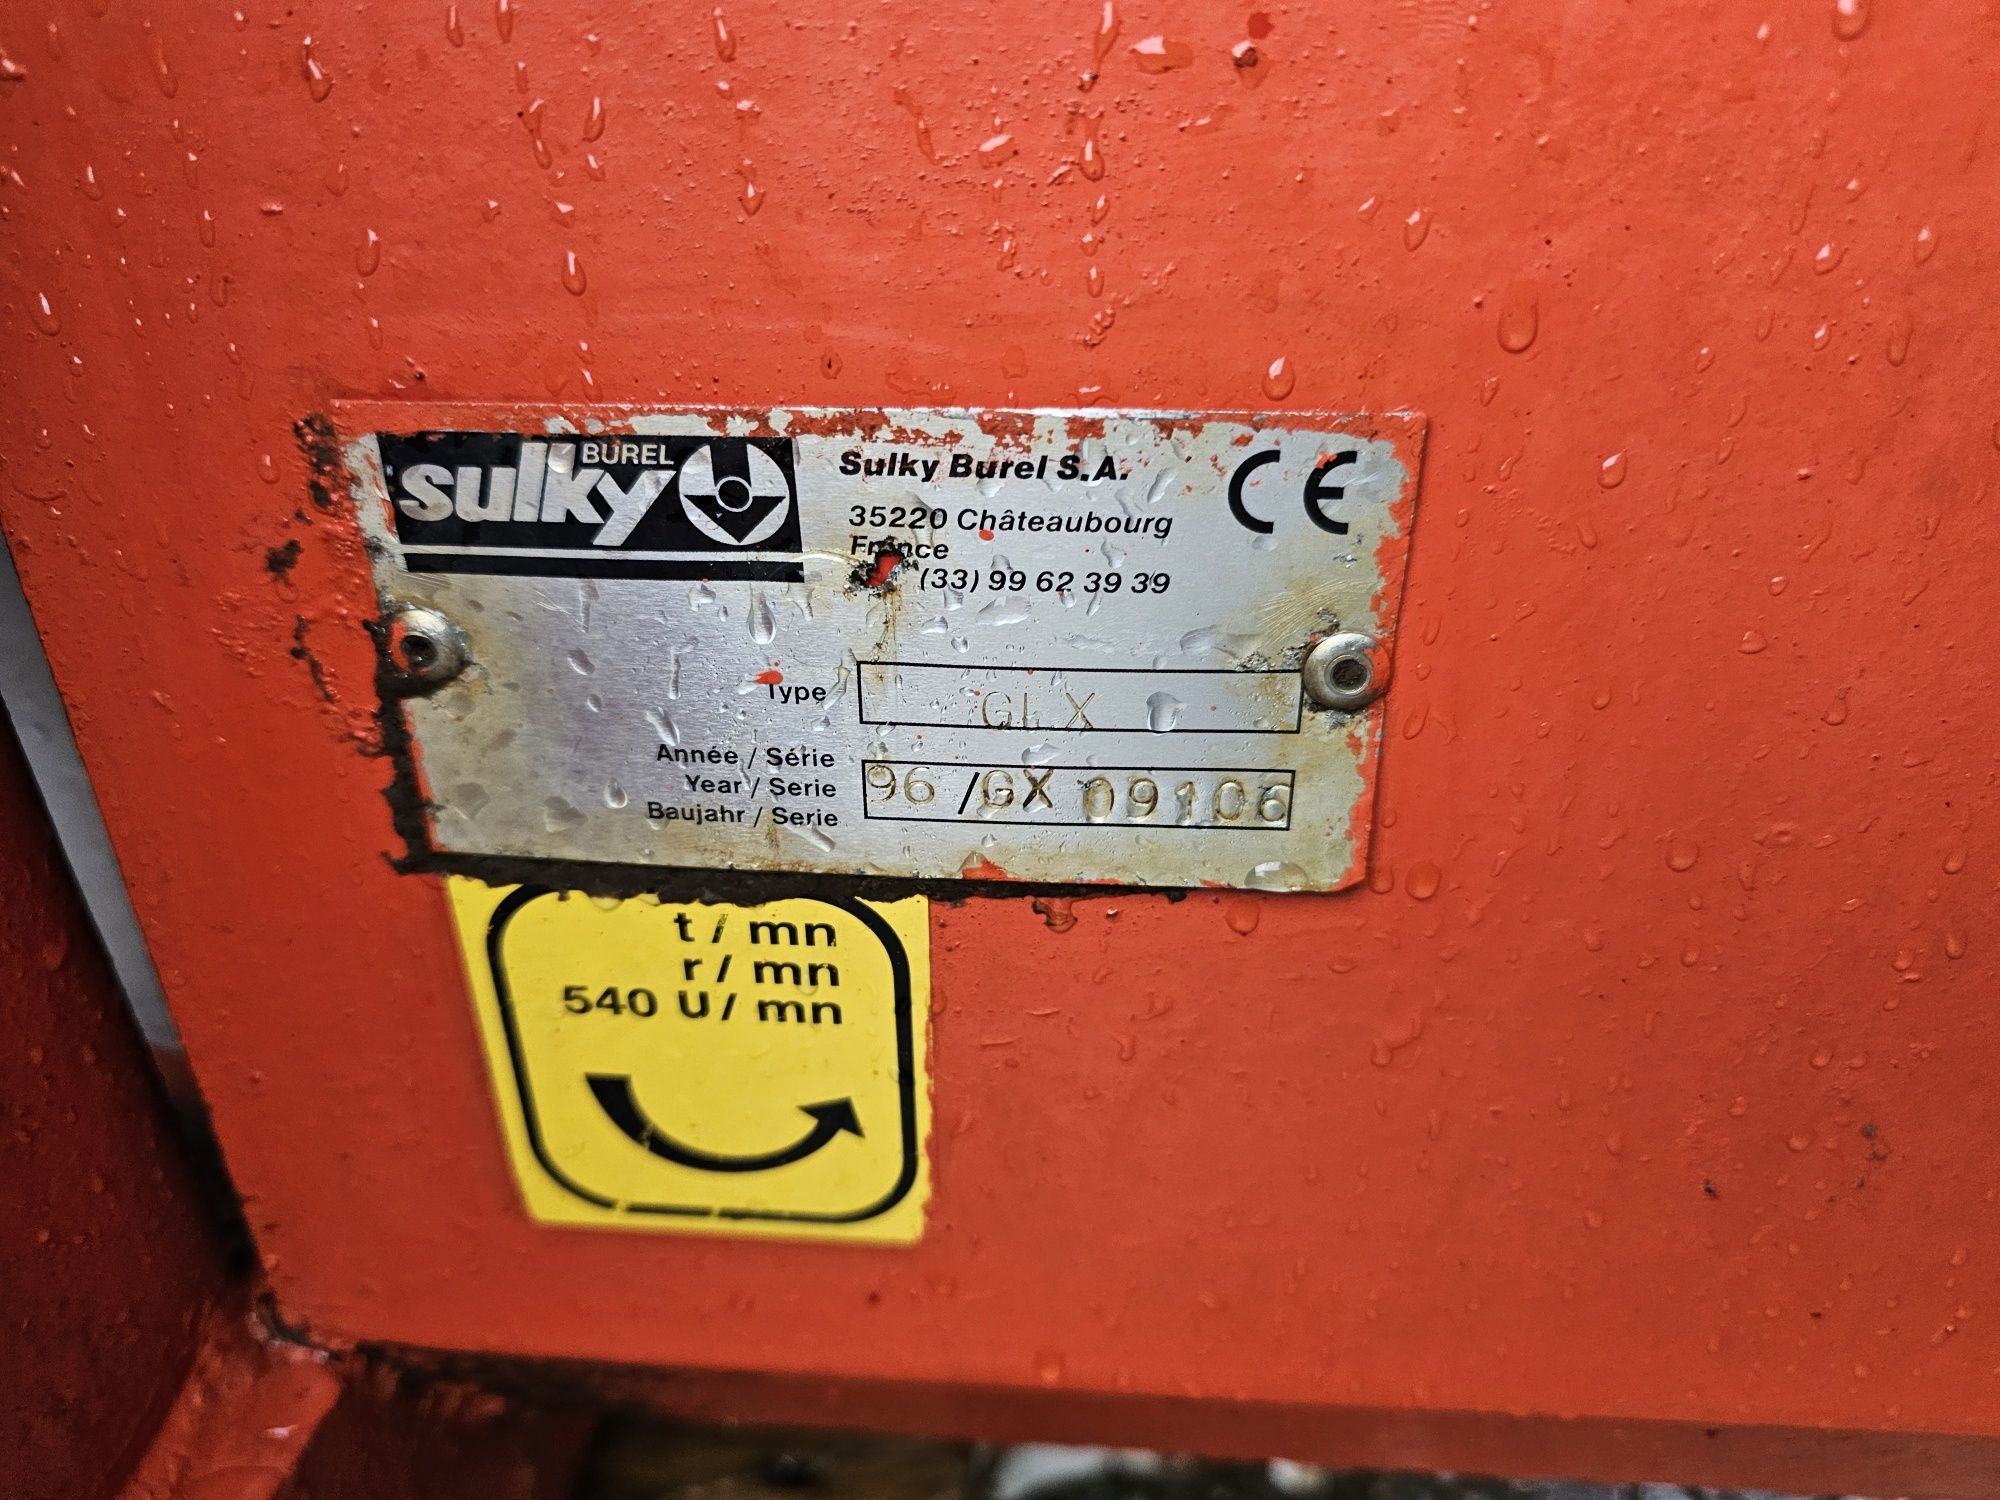 BUREL
sulky
Sulky Burel S.A.
35220 Châteaubourg
France
(33) 99 62 39 39
CE
Type GLX
Année / Série
Year / Serie
Baujahr / Serie
96 / GX 09106
t / mn
r / mn
540 U / mn